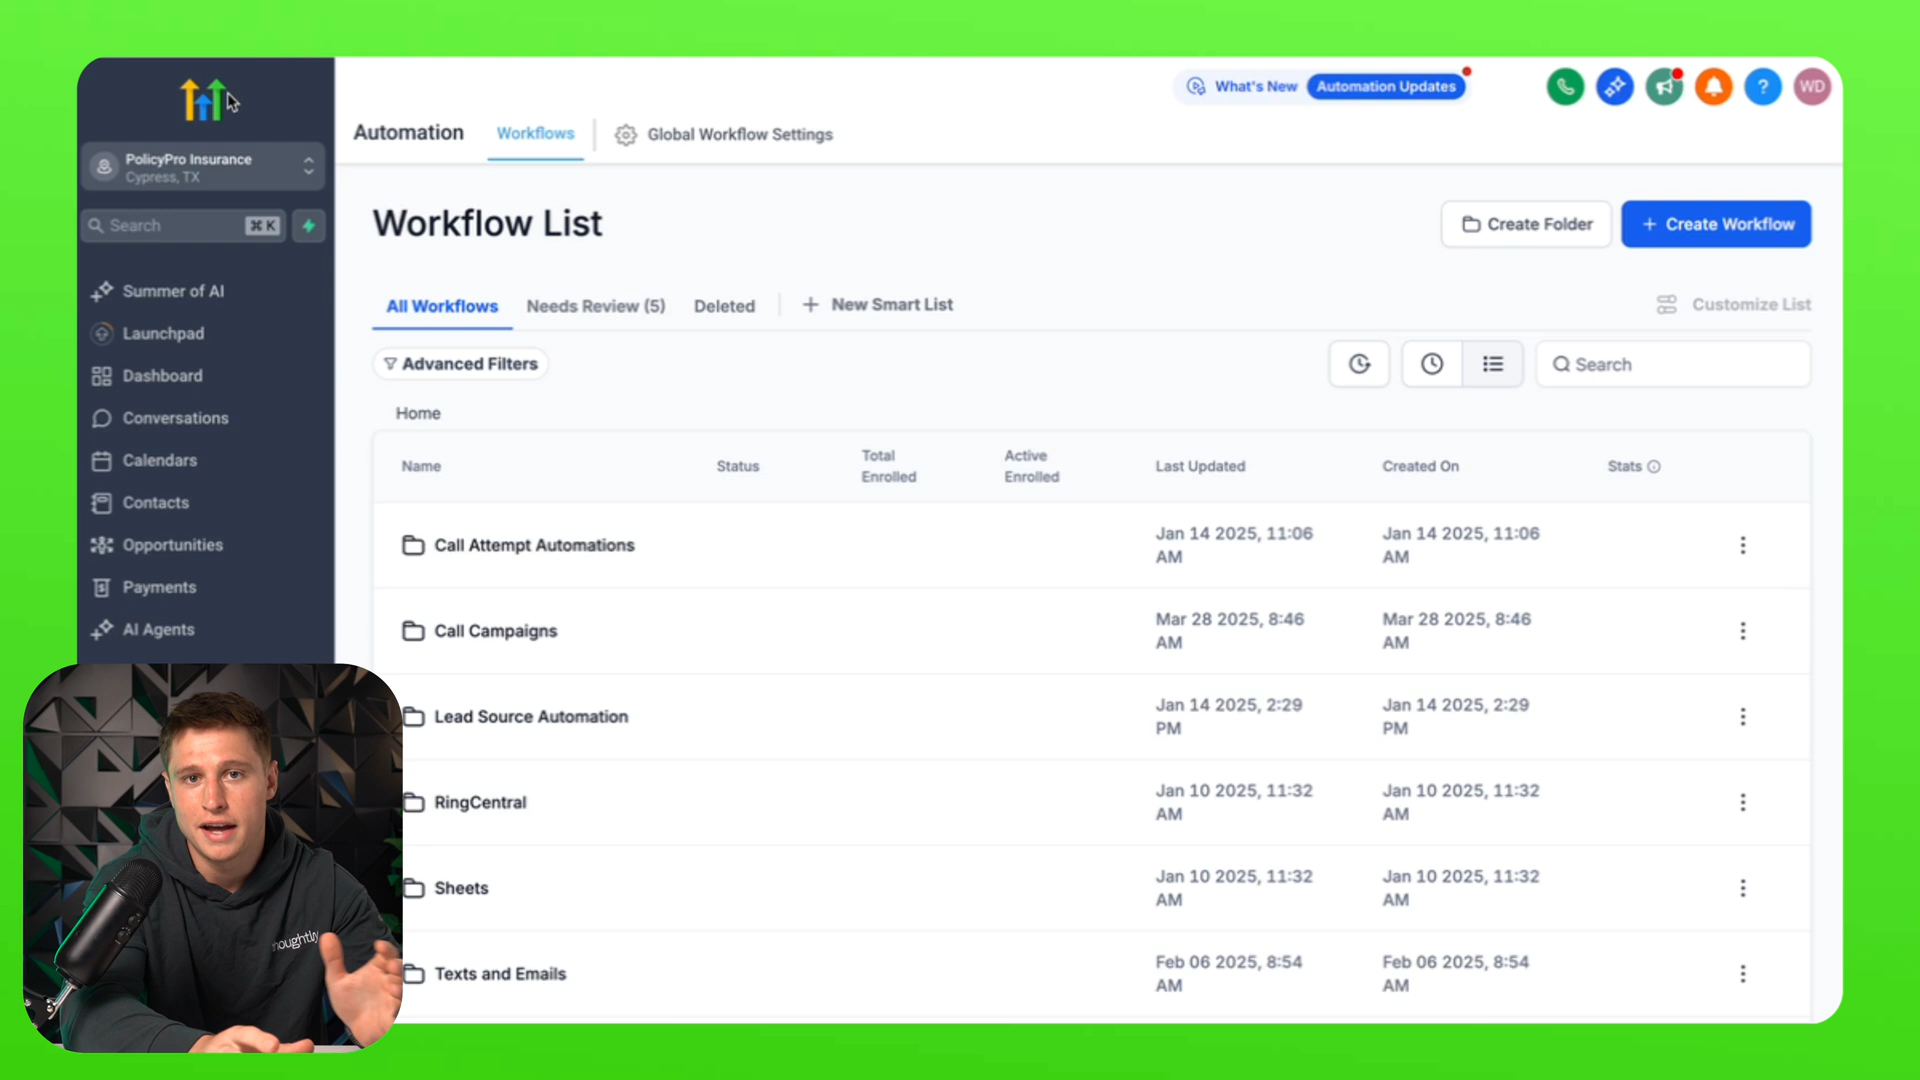 What's New
Automation Updates
?
WD
Automation
Workflows
Global Workflow Settings
PolicyPro Insurance
Cypress, TX
Search
⌘ K
Summer of AI
Launchpad
Dashboard
Conversations
Calendars
Contacts
Opportunities
Payments
AI Agents
Workflow List
Create Folder
+ Create Workflow
All Workflows
Needs Review (5)
Deleted
+ New Smart List
Customize List
Advanced Filters
Search
Home
Name
Status
Total
Enrolled
Active
Enrolled
Last Updated
Created On
Stats
Call Attempt Automations
Jan 14 2025, 11:06
AM
Jan 14 2025, 11:06
AM
Call Campaigns
Mar 28 2025, 8:46
AM
Mar 28 2025, 8:46
AM
Lead Source Automation
Jan 14 2025, 2:29
PM
Jan 14 2025, 2:29
PM
RingCentral
Jan 10 2025, 11:32
AM
Jan 10 2025, 11:32
AM
Sheets
Jan 10 2025, 11:32
AM
Jan 10 2025, 11:32
AM
Texts and Emails
Feb 06 2025, 8:54
AM
Feb 06 2025, 8:54
AM